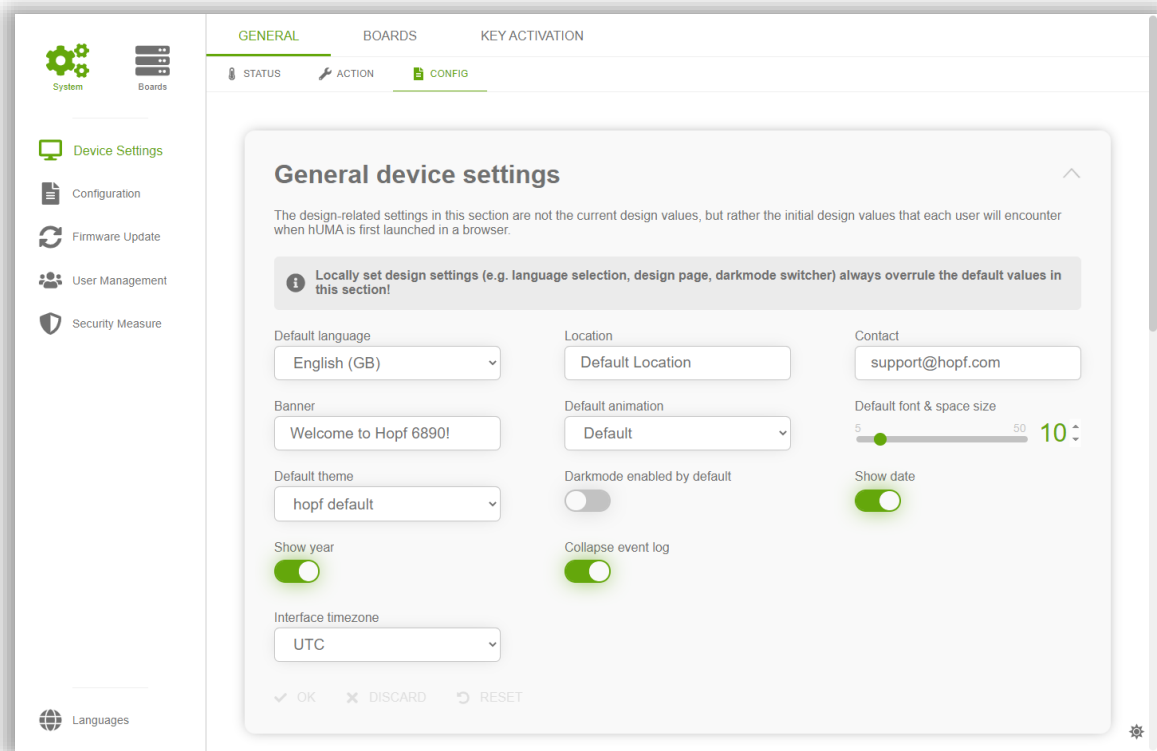 GENERAL BOARDS KEY ACTIVATION
System Boards
STATUS ACTION CONFIG
Device Settings
Configuration
Firmware Update
User Management
Security Measure
Languages
General device settings
The design-related settings in this section are not the current design values, but rather the initial design values that each user will encounter
when hUMA is first launched in a browser.
Locally set design settings (e.g. language selection, design page, darkmode switcher) always overrule the default values in
this section!
Default language Location Contact
English (GB) Default Location support@hopf.com
Banner Default animation Default font & space size
Welcome to Hopf 6890! Default 5 50 10
Default theme Darkmode enabled by default Show date
hopf default
Show year Collapse event log
Interface timezone
UTC
OK DISCARD RESET